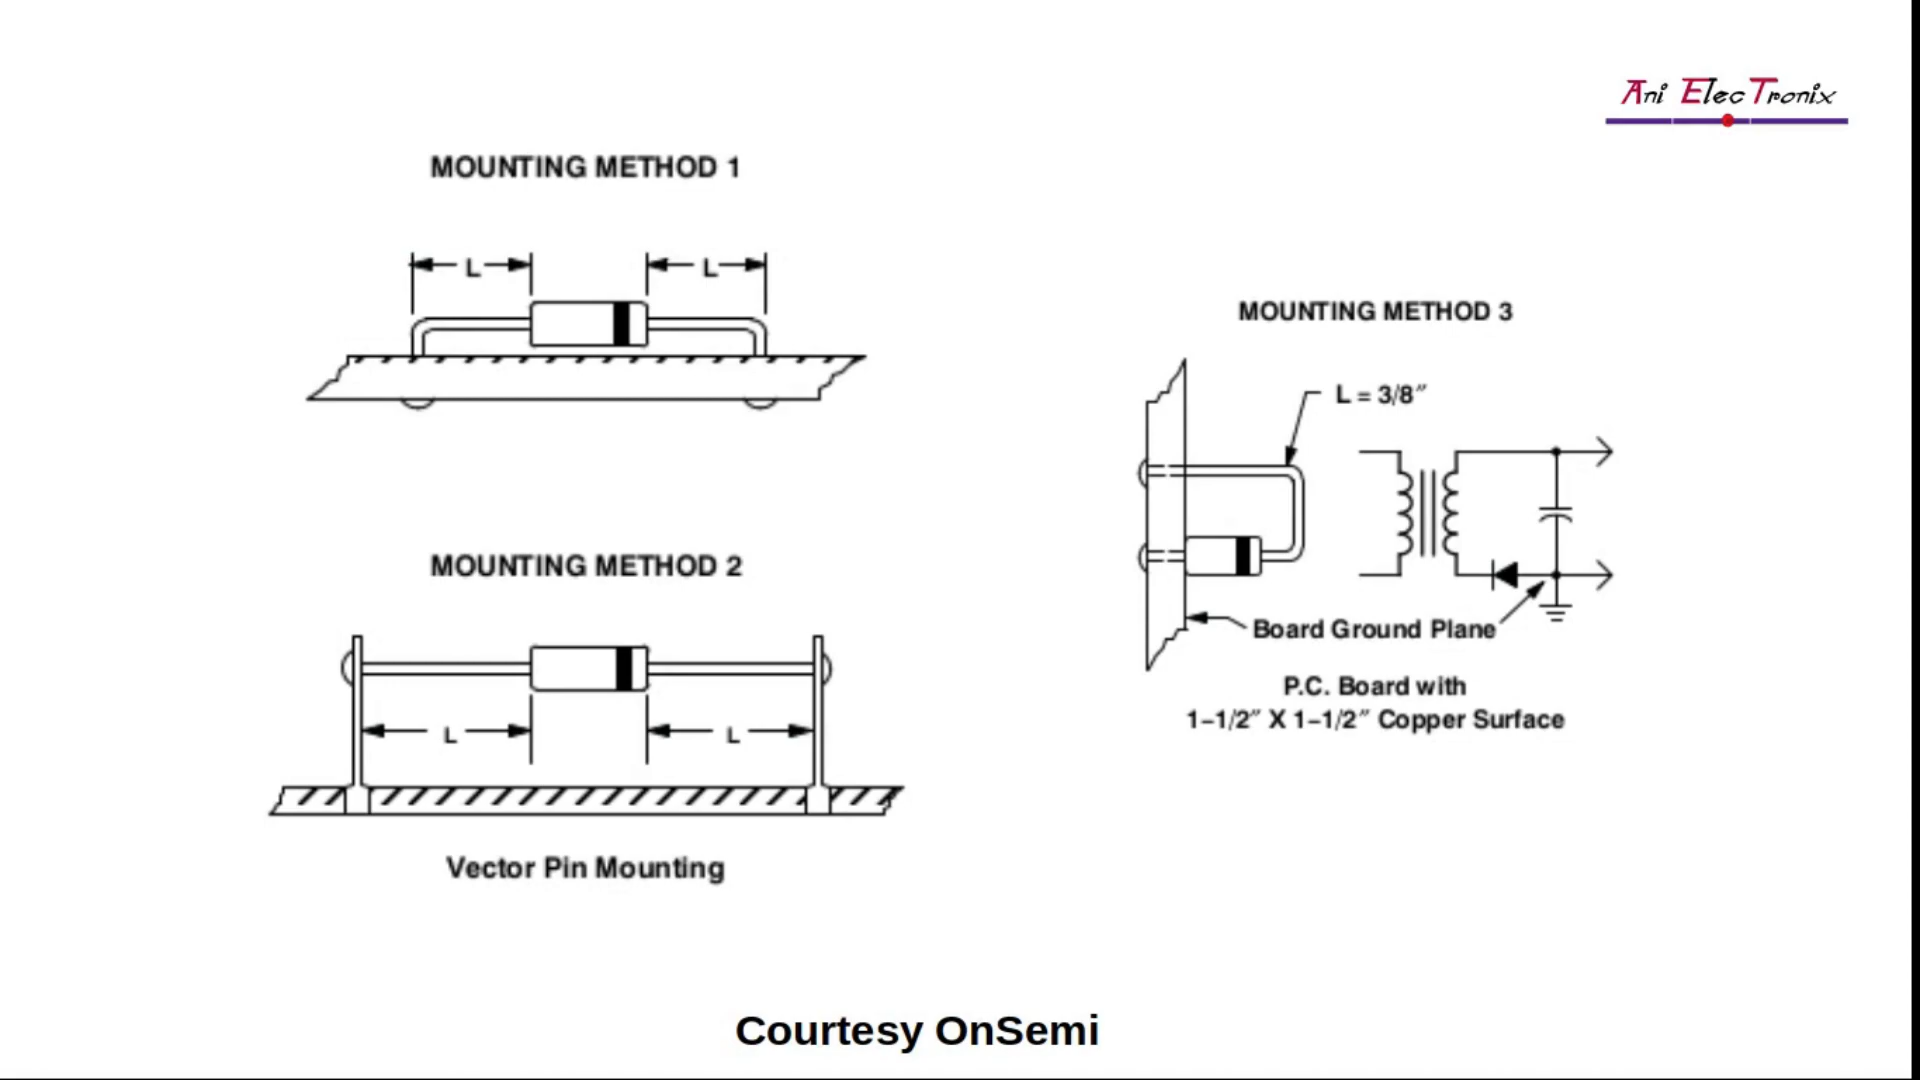 Ani ElecTronix
MOUNTING METHOD 1
L
L
MOUNTING METHOD 2
L
L
Vector Pin Mounting
MOUNTING METHOD 3
L = 3/8″
Board Ground Plane
P.C. Board with
1–1/2″ X 1–1/2″ Copper Surface
Courtesy OnSemi